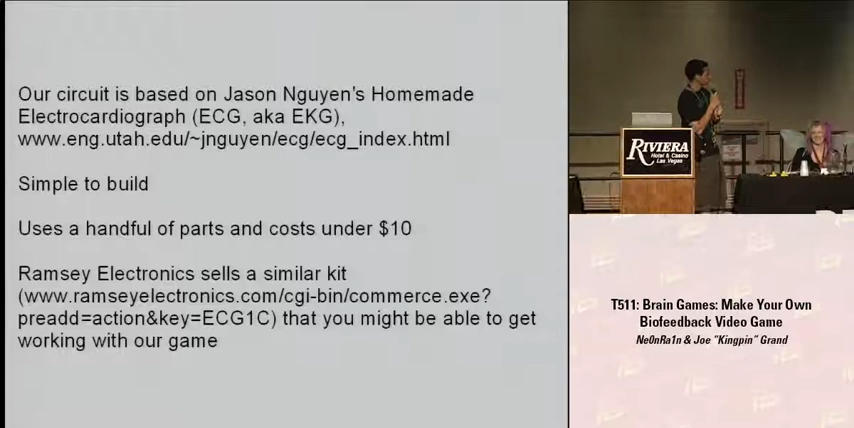 Our circuit is based on Jason Nguyen's Homemade
Electrocardiograph (ECG, aka EKG),
www.eng.utah.edu/~jnguyen/ecg/ecg_index.html
Simple to build
Uses a handful of parts and costs under $10
Ramsey Electronics sells a similar kit
(www.ramseyelectronics.com/cgi-bin/commerce.exe?
preadd=action&key=ECG1C) that you might be able to get
working with our game
RIVIERA
Hotel & Casino
Las Vegas
T511: Brain Games: Make Your Own
Biofeedback Video Game
Ne0nRa1n & Joe "Kingpin" Grand